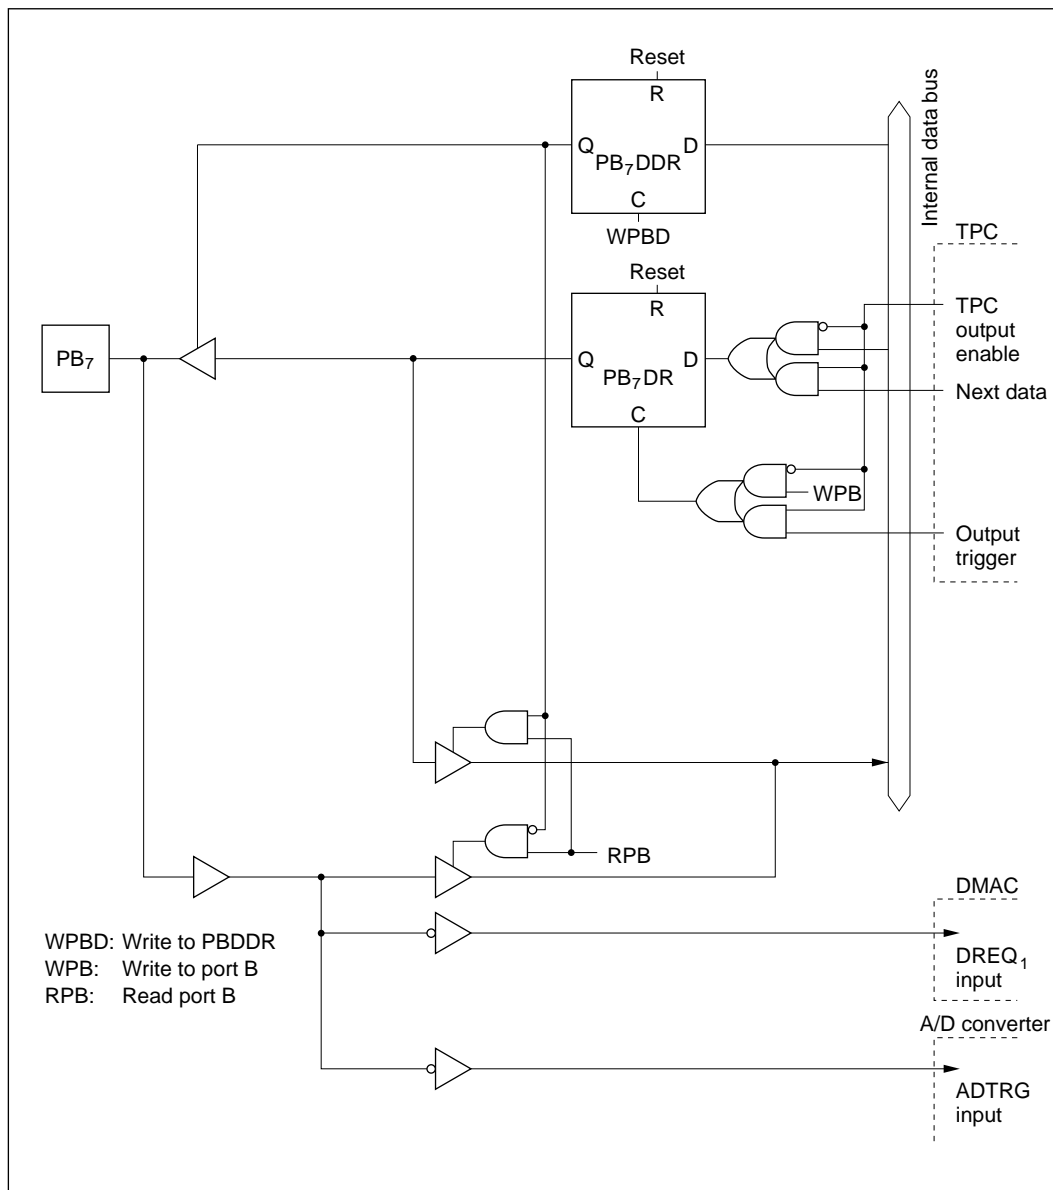 Reset
R
Q
D
PB₇DDR
C
WPBD
Internal data bus
TPC
Reset
R
TPC
output
enable
PB₇
Q
D
PB₇DR
C
Next data
WPB
Output
trigger
RPB
DMAC
WPBD: Write to PBDDR
WPB: Write to port B
RPB: Read port B
DREQ₁
input
A/D converter
ADTRG
input